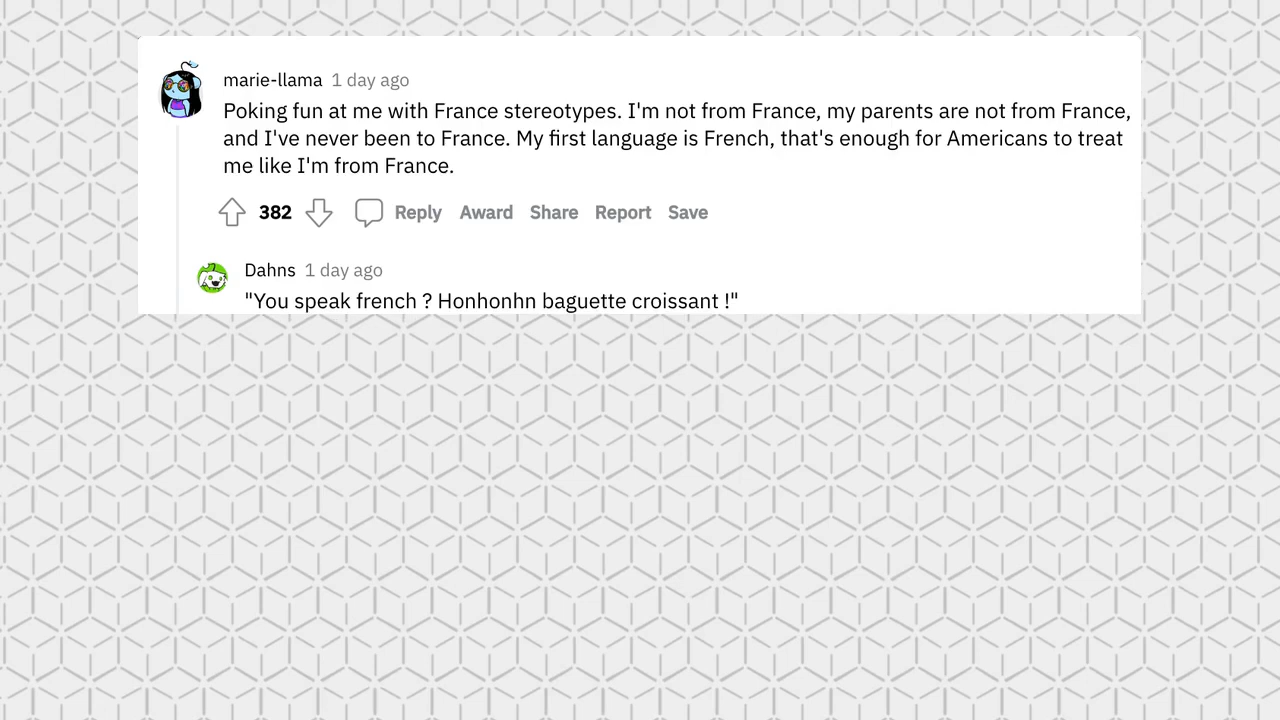 marie-llama 1 day ago
Poking fun at me with France stereotypes. I'm not from France, my parents are not from France,
and I've never been to France. My first language is French, that's enough for Americans to treat
me like I'm from France.
382 Reply Award Share Report Save
Dahns 1 day ago
"You speak french ? Honhonhn baguette croissant !"